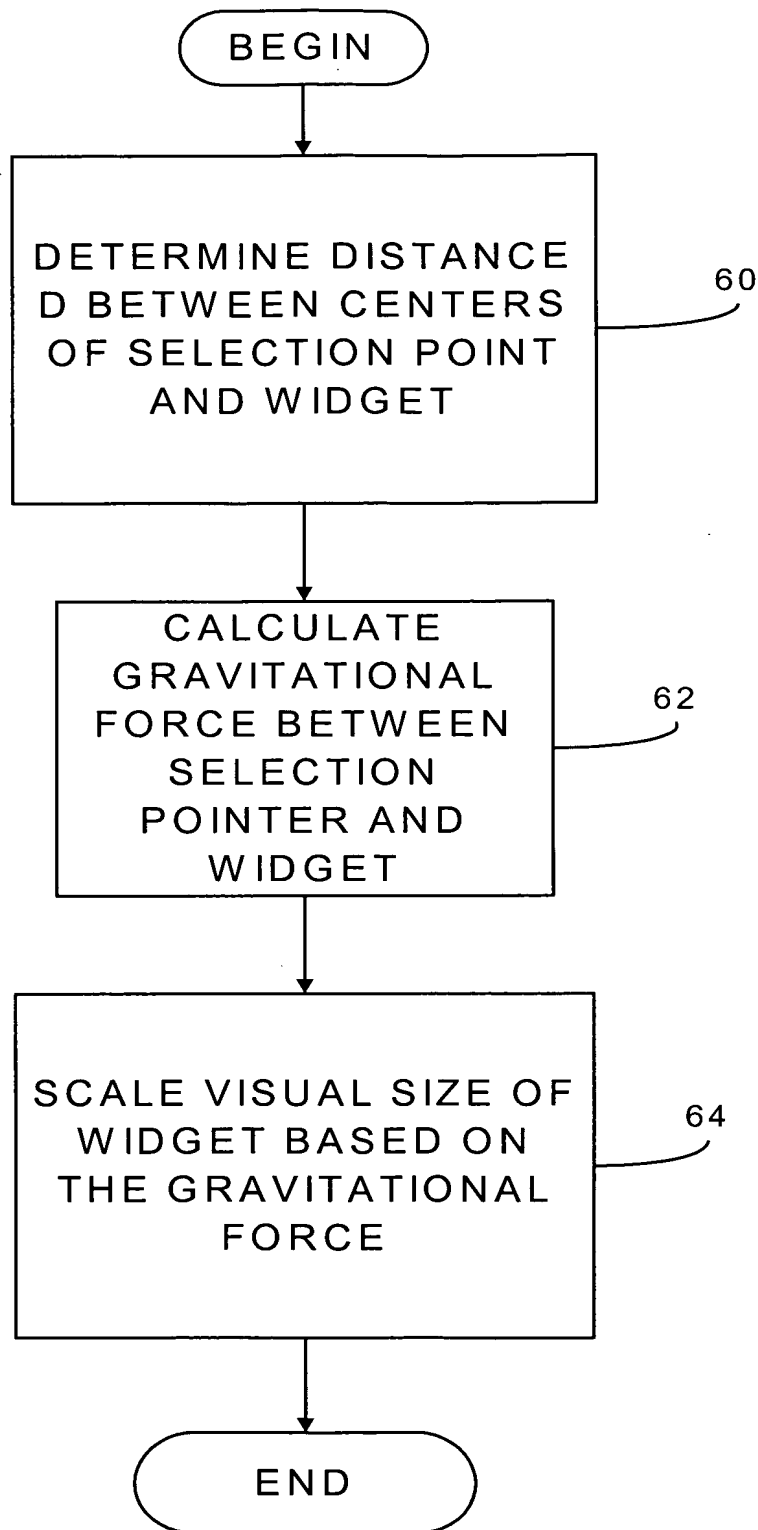 BEGIN
DETERMINE DISTANCE
D BETWEEN CENTERS
OF SELECTION POINT
AND WIDGET
60
CALCULATE
GRAVITATIONAL
FORCE BETWEEN
SELECTION
POINTER AND
WIDGET
62
SCALE VISUAL SIZE OF
WIDGET BASED ON
THE GRAVITATIONAL
FORCE
64
END